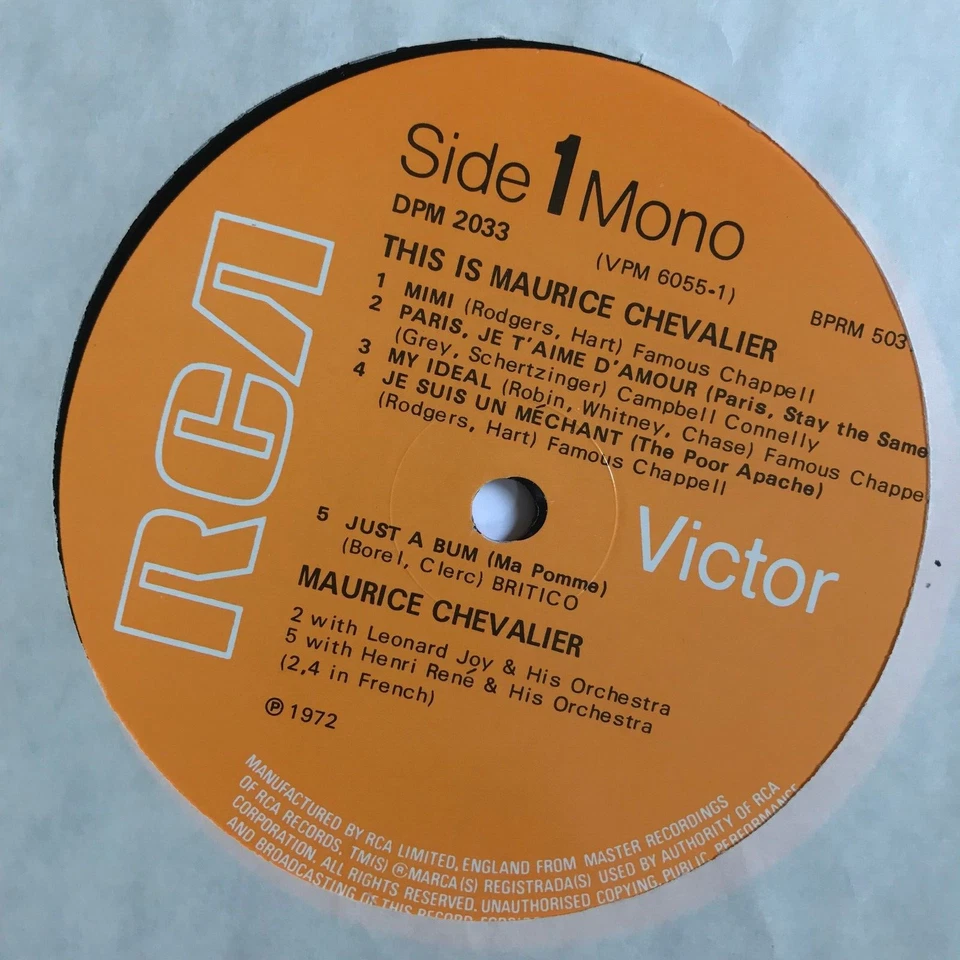 Side 1 Mono
DPM 2033
(VPM 6055-1)
BPRM 503
THIS IS MAURICE CHEVALIER
1 MIMI (Rodgers, Hart) Famous Chappell
2 PARIS, JE T'AIME D'AMOUR (Paris, Stay the Same
(Grey, Schertzinger) Campbell Connelly
3 MY IDEAL (Robin, Whitney, Chase) Famous Chappe
4 JE SUIS UN MÉCHANT (The Poor Apache)
(Rodgers, Hart) Famous Chappell
RCA
Victor
5 JUST A BUM (Ma Pomme)
(Borel, Clerc) BRITICO
MAURICE CHEVALIER
2 with Leonard Joy & His Orchestra
5 with Henri René & His Orchestra
(2,4 in French)
℗ 1972
MANUFACTURED BY RCA LIMITED, ENGLAND FROM MASTER RECORDINGS
OF RCA RECORDS, TM(S) ® MARCA(S) REGISTRADA(S) USED BY AUTHORITY OF RCA
CORPORATION. ALL RIGHTS RESERVED. UNAUTHORISED COPYING, PUBLIC PERFORMANCE
AND BROADCASTING OF THIS RECORD